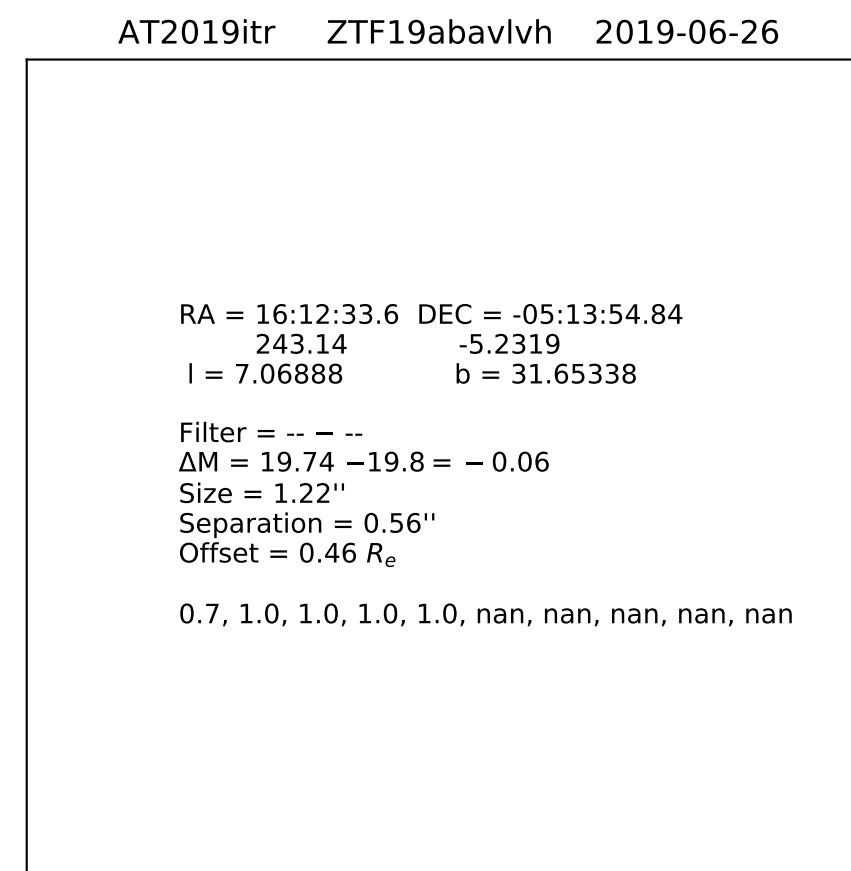 AT2019itr ZTF19abavlvh 2019-06-26
RA = 16:12:33.6 DEC = -05:13:54.84
243.14 -5.2319
l = 7.06888 b = 31.65338
Filter = -- − --
ΔM = 19.74 −19.8 = − 0.06
Size = 1.22''
Separation = 0.56''
Offset = 0.46 Re
0.7, 1.0, 1.0, 1.0, 1.0, nan, nan, nan, nan, nan